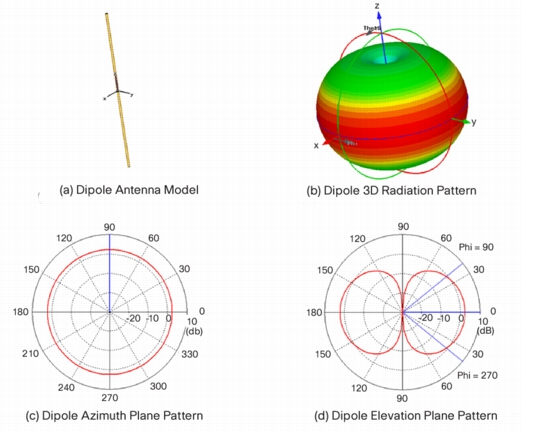 z
Theta
x
y
x
Phi
y
(a) Dipole Antenna Model
(b) Dipole 3D Radiation Pattern
90
120
60
150
30
180
-20 -10 0
10
0
(db)
210
330
240
300
270
(c) Dipole Azimuth Plane Pattern
90
120
60
Phi = 90
150
30
180
-20 -10 0
10
0
(dB)
150
30
120
60
Phi = 270
90
(d) Dipole Elevation Plane Pattern